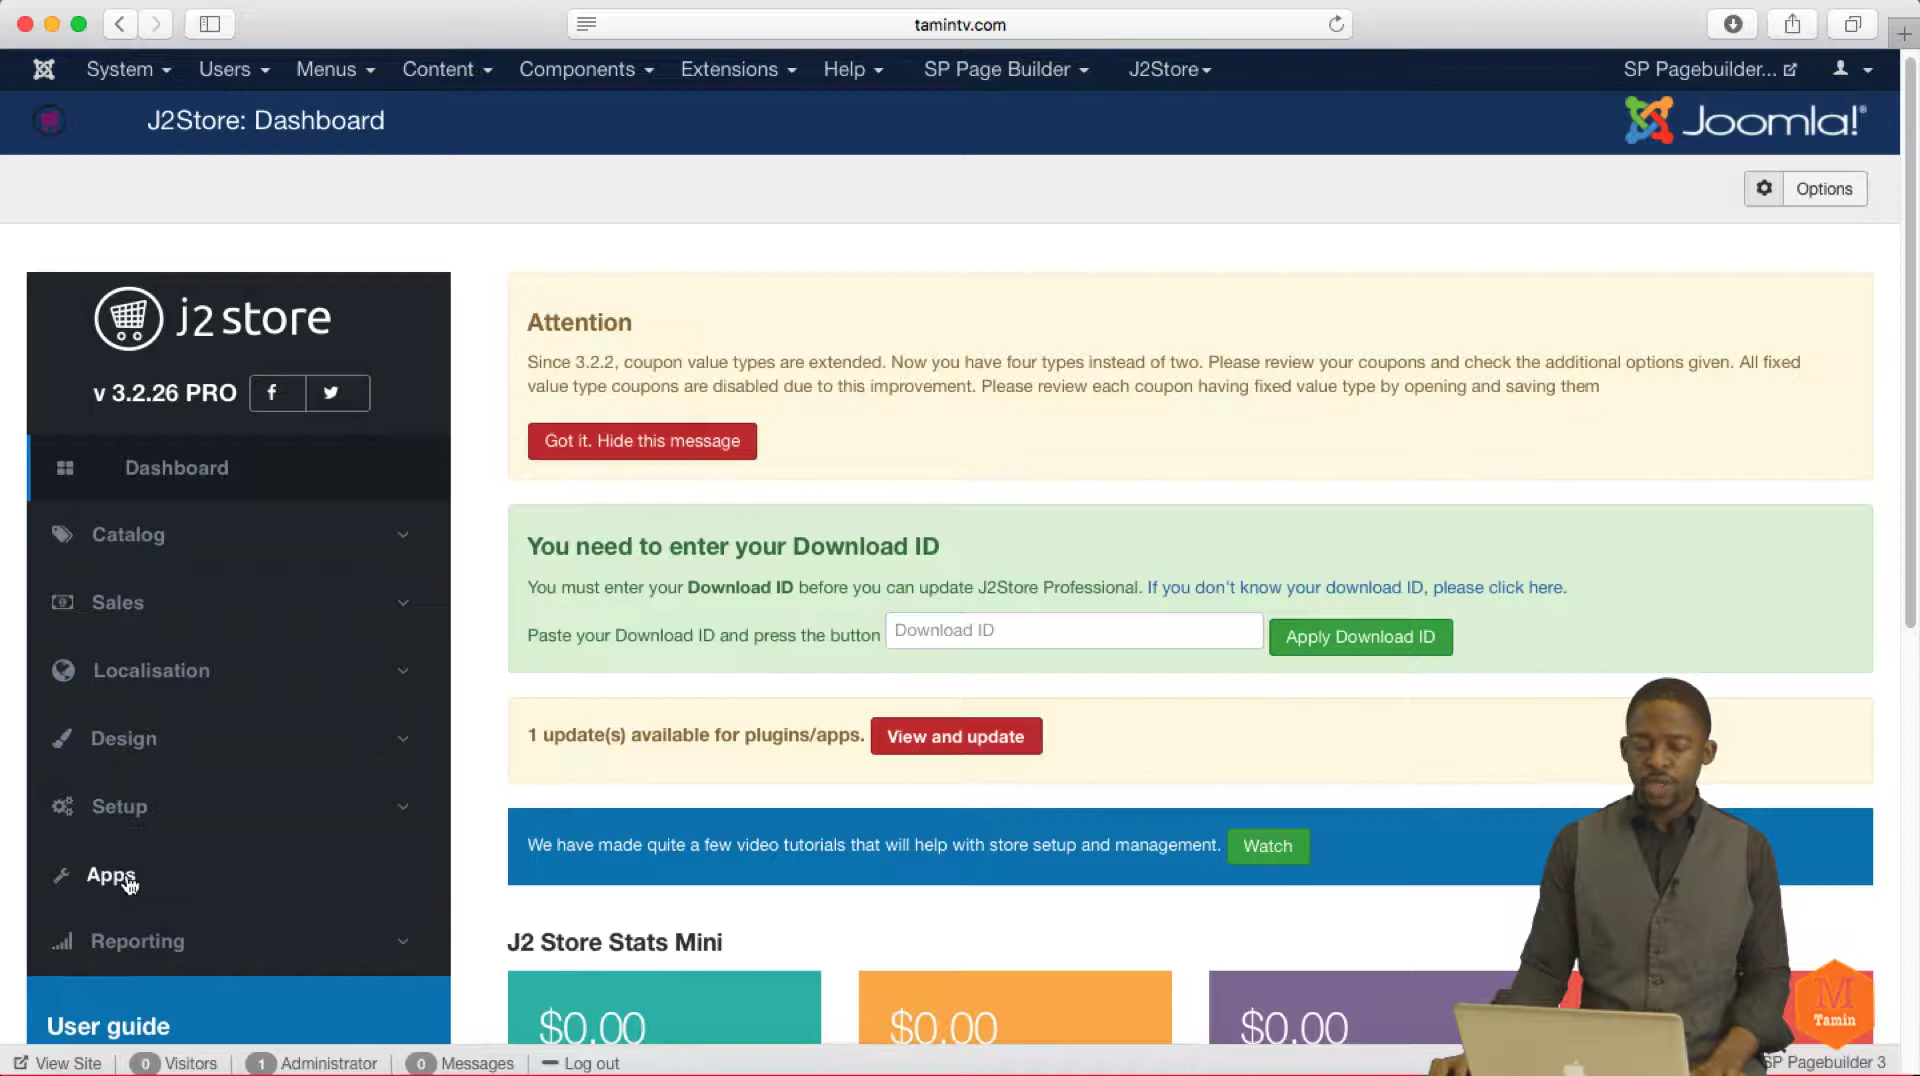 tamintv.com
System Users Menus Content Components Extensions Help SP Page Builder J2Store SP Pagebuilder...
J2Store: Dashboard
Joomla!®
Options
j2store
v 3.2.26 PRO
Dashboard
Catalog
Sales
Localisation
Design
Setup
Apps
Reporting
User guide
Attention
Since 3.2.2, coupon value types are extended. Now you have four types instead of two. Please review your coupons and check the additional options given. All fixed
value type coupons are disabled due to this improvement. Please review each coupon having fixed value type by opening and saving them
Got it. Hide this message
You need to enter your Download ID
You must enter your Download ID before you can update J2Store Professional. If you don't know your download ID, please click here.
Paste your Download ID and press the button Download ID Apply Download ID
1 update(s) available for plugins/apps. View and update
We have made quite a few video tutorials that will help with store setup and management. Watch
J2 Store Stats Mini
$0.00 $0.00 $0.00
M
Tamin
View Site 0 Visitors 1 Administrator 0 Messages Log out SP Pagebuilder 3